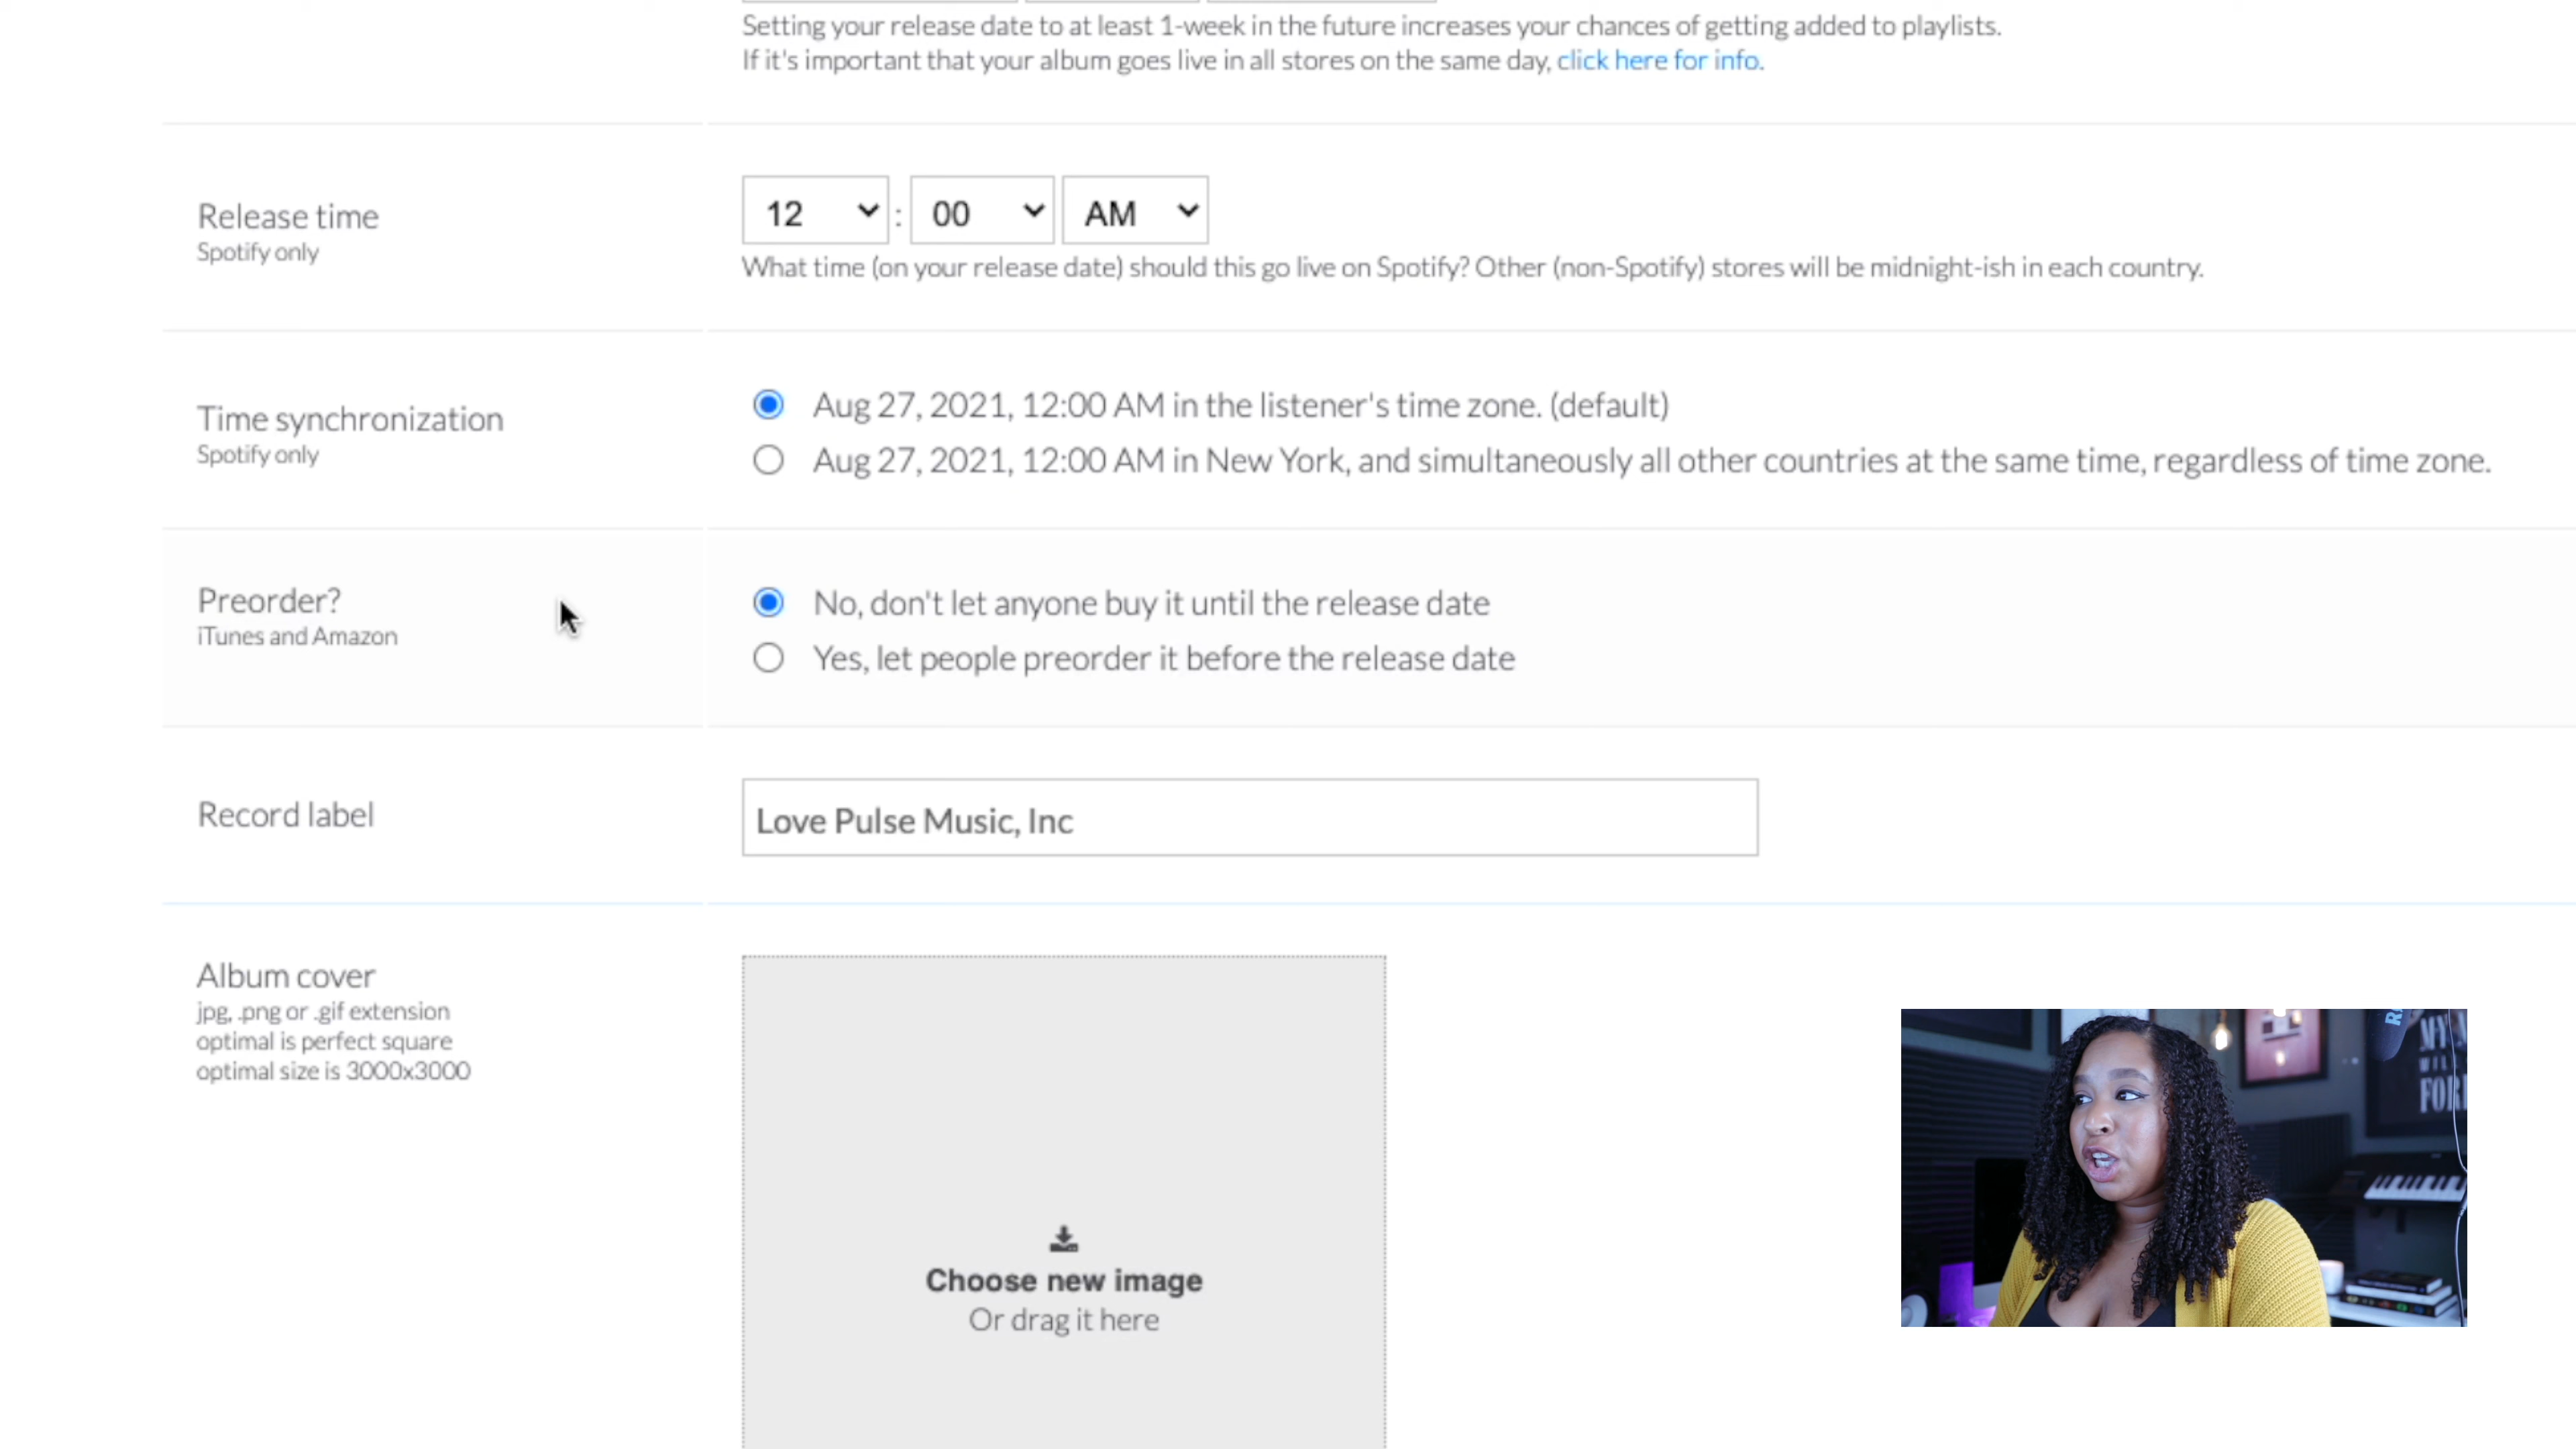 Setting your release date to at least 1-week in the future increases your chances of getting added to playlists.
If it's important that your album goes live in all stores on the same day, click here for info.
Release time
Spotify only
12 : 00 AM
What time (on your release date) should this go live on Spotify? Other (non-Spotify) stores will be midnight-ish in each country.
Time synchronization
Spotify only
Aug 27, 2021, 12:00 AM in the listener's time zone. (default)
Aug 27, 2021, 12:00 AM in New York, and simultaneously all other countries at the same time, regardless of time zone.
Preorder?
iTunes and Amazon
No, don't let anyone buy it until the release date
Yes, let people preorder it before the release date
Record label
Love Pulse Music, Inc
Album cover
jpg, .png or .gif extension
optimal is perfect square
optimal size is 3000x3000
Choose new image
Or drag it here
MY